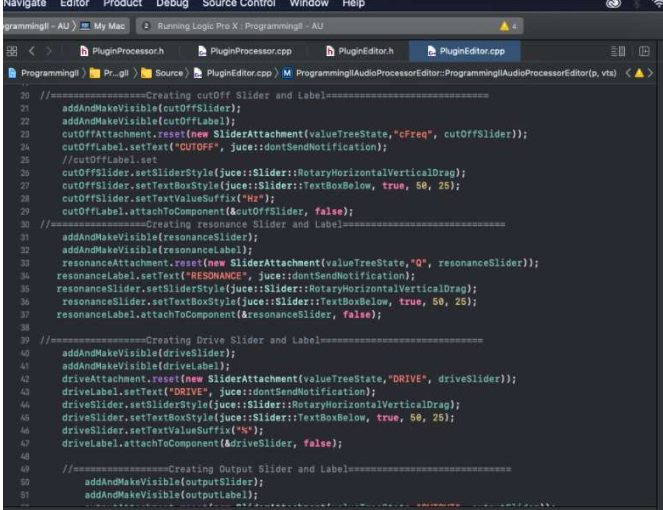 Navigate Editor Product Debug Source Control Window Help
grammingII - AU ⟩ My Mac 2 Running Logic Pro X : ProgrammingII - AU 4
PluginProcessor.h PluginProcessor.cpp PluginEditor.h PluginEditor.cpp
ProgrammingII ⟩ Pr...gII ⟩ Source ⟩ PluginEditor.cpp ⟩ M ProgrammingIIAudioProcessorEditor::ProgrammingIIAudioProcessorEditor(p, vts)
20 //=================Creating cutOff Slider and Label=============================
21 addAndMakeVisible(cutOffSlider);
22 addAndMakeVisible(cutOffLabel);
23 cutOffAttachment.reset(new SliderAttachment(valueTreeState,"cFreq", cutOffSlider));
24 cutOffLabel.setText("CUTOFF", juce::dontSendNotification);
25 //cutOffLabel.set
26 cutOffSlider.setSliderStyle(juce::Slider::RotaryHorizontalVerticalDrag);
27 cutOffSlider.setTextBoxStyle(juce::Slider::TextBoxBelow, true, 50, 25);
28 cutOffSlider.setTextValueSuffix("Hz");
29 cutOffLabel.attachToComponent(&cutOffSlider, false);
30 //=================Creating resonance Slider and Label=============================
31 addAndMakeVisible(resonanceSlider);
32 addAndMakeVisible(resonanceLabel);
33 resonanceAttachment.reset(new SliderAttachment(valueTreeState,"Q", resonanceSlider));
34 resonanceLabel.setText("RESONANCE", juce::dontSendNotification);
35 resonanceSlider.setSliderStyle(juce::Slider::RotaryHorizontalVerticalDrag);
36 resonanceSlider.setTextBoxStyle(juce::Slider::TextBoxBelow, true, 50, 25);
37 resonanceLabel.attachToComponent(&resonanceSlider, false);
38
39 //=================Creating Drive Slider and Label=============================
40 addAndMakeVisible(driveSlider);
41 addAndMakeVisible(driveLabel);
42 driveAttachment.reset(new SliderAttachment(valueTreeState,"DRIVE", driveSlider));
43 driveLabel.setText("DRIVE", juce::dontSendNotification);
44 driveSlider.setSliderStyle(juce::Slider::RotaryHorizontalVerticalDrag);
45 driveSlider.setTextBoxStyle(juce::Slider::TextBoxBelow, true, 50, 25);
46 driveSlider.setTextValueSuffix("%");
47 driveLabel.attachToComponent(&driveSlider, false);
48
49 //=================Creating Output Slider and Label=============================
50 addAndMakeVisible(outputSlider);
51 addAndMakeVisible(outputLabel);